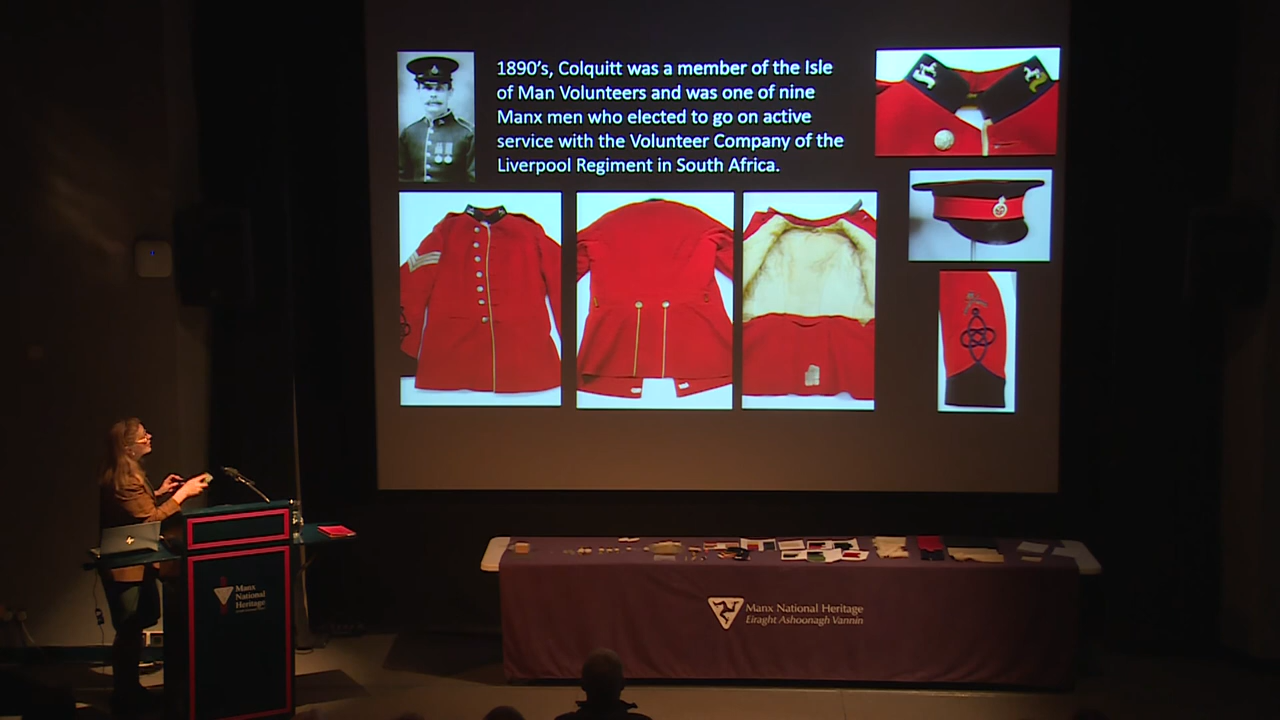 1890's, Colquitt was a member of the Isle
of Man Volunteers and was one of nine
Manx men who elected to go on active
service with the Volunteer Company of the
Liverpool Regiment in South Africa.
Manx
National
Heritage
Manx National Heritage
Eiraght Ashoonagh Vannin